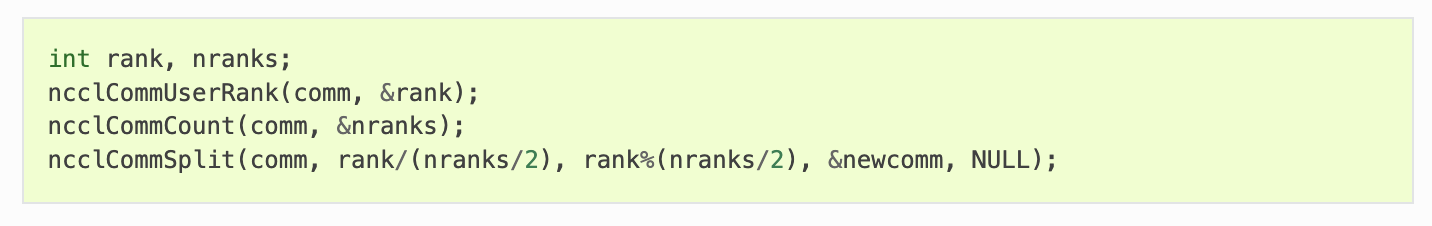 int rank, nranks;
ncclCommUserRank(comm, &rank);
ncclCommCount(comm, &nranks);
ncclCommSplit(comm, rank/(nranks/2), rank%(nranks/2), &newcomm, NULL);